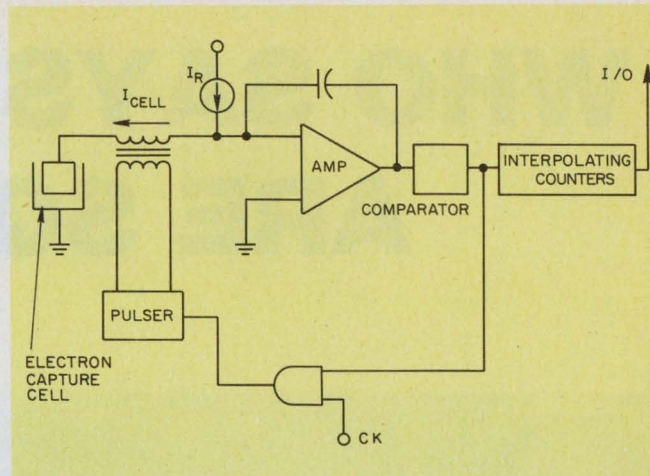 I/O
I_R
I_CELL
AMP
COMPARATOR
INTERPOLATING
COUNTERS
PULSER
ELECTRON
CAPTURE
CELL
CK